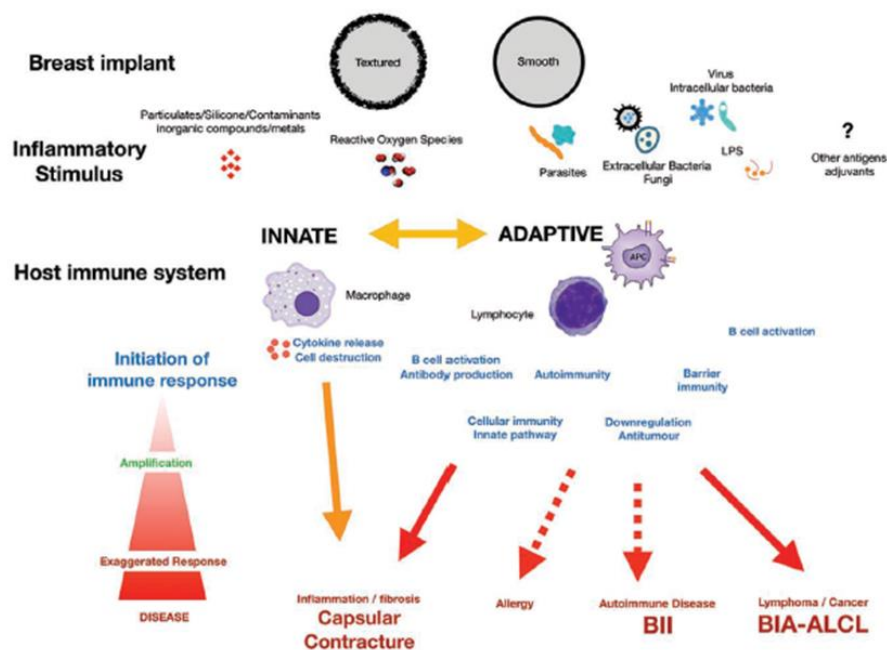 Breast implant
Textured
Smooth
Virus
Intracellular bacteria
Particulates/Silicone/Contaminants
inorganic compounds/metals
Inflammatory
Stimulus
Reactive Oxygen Species
Parasites
Extracellular Bacteria
Fungi
LPS
?
Other antigens
adjuvants
Host immune system
INNATE
ADAPTIVE
APC
Macrophage
Lymphocyte
Initiation of
immune response
Cytokine release
Cell destruction
B cell activation
Antibody production
Autoimmunity
Barrier
immunity
B cell activation
Cellular immunity
Innate pathway
Downregulation
Antitumour
Amplification
Exaggerated Response
DISEASE
Inflammation / fibrosis
Capsular
Contracture
Allergy
Autoimmune Disease
BII
Lymphoma / Cancer
BIA-ALCL